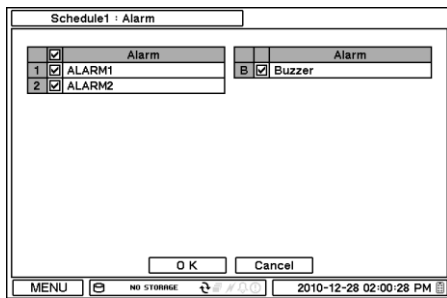 Schedule1 : Alarm
Alarm
1 ALARM1
2 ALARM2
Alarm
B Buzzer
O K Cancel
MENU NO STORAGE 2010-12-28 02:00:28 PM